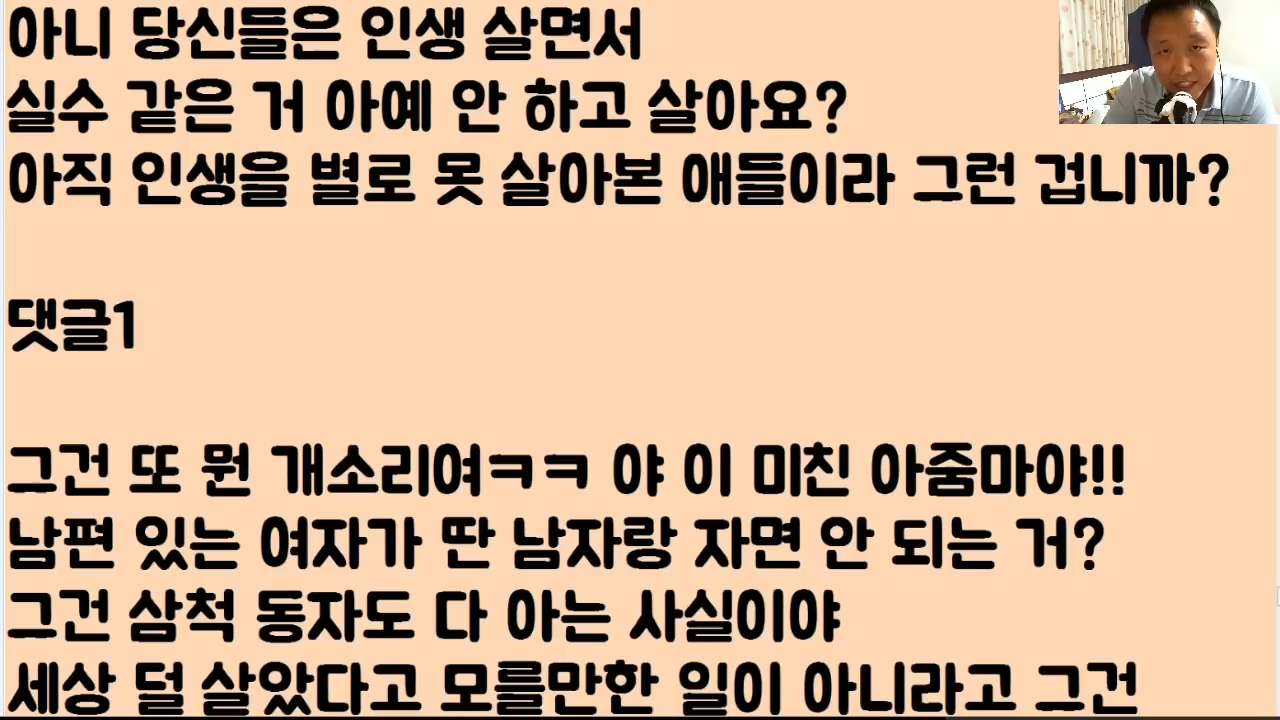 아니 당신들은 인생 살면서
실수 같은 거 아예 안 하고 살아요?
아직 인생을 별로 못 살아본 애들이라 그런 겁니까?
댓글1
그건 또 뭔 개소리여ㅋㅋ 야 이 미친 아줌마야!!
남편 있는 여자가 딴 남자랑 자면 안 되는 거?
그건 삼척 동자도 다 아는 사실이야
세상 덜 살았다고 모를만한 일이 아니라고 그건